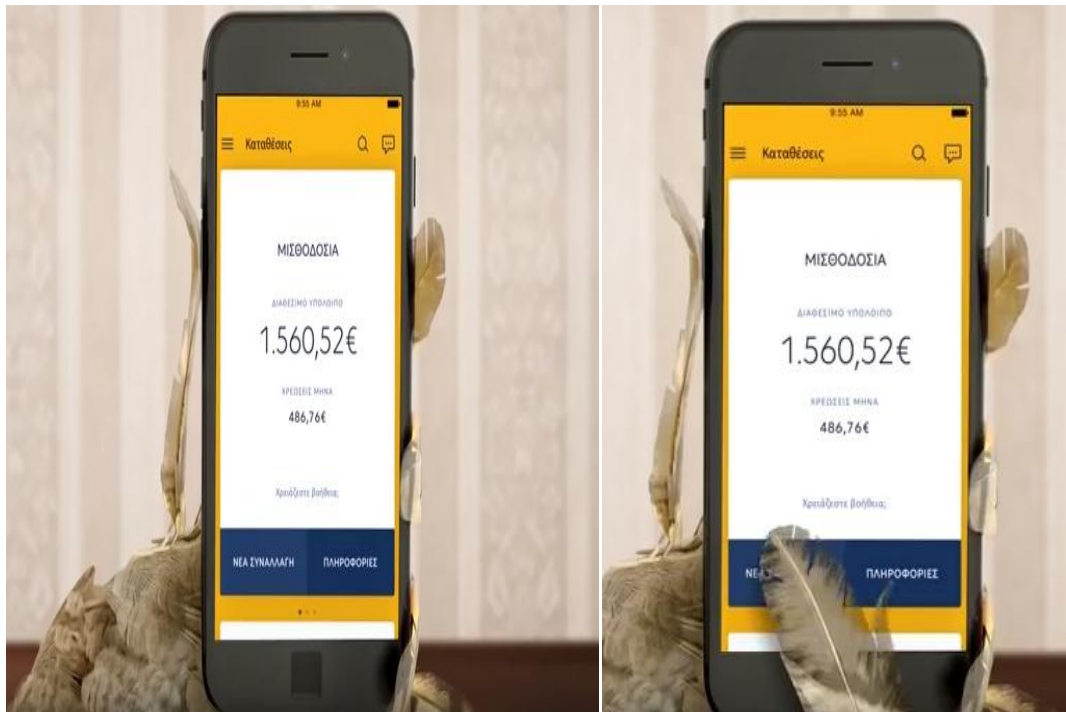 9:55 AM
Καταθέσεις
ΜΙΣΘΟΔΟΣΙΑ
ΔΙΑΘΕΣΙΜΟ ΥΠΟΛΟΙΠΟ
1.560,52€
ΧΡΕΩΣΕΙΣ ΜΗΝΑ
486,76€
Χρειάζεστε βοήθεια;
ΝΕΑ ΣΥΝΑΛΛΑΓΗ ΠΛΗΡΟΦΟΡΙΕΣ
9:55 AM
Καταθέσεις
ΜΙΣΘΟΔΟΣΙΑ
ΔΙΑΘΕΣΙΜΟ ΥΠΟΛΟΙΠΟ
1.560,52€
ΧΡΕΩΣΕΙΣ ΜΗΝΑ
486,76€
Χρειάζεστε βοήθεια;
ΠΛΗΡΟΦΟΡΙΕΣ